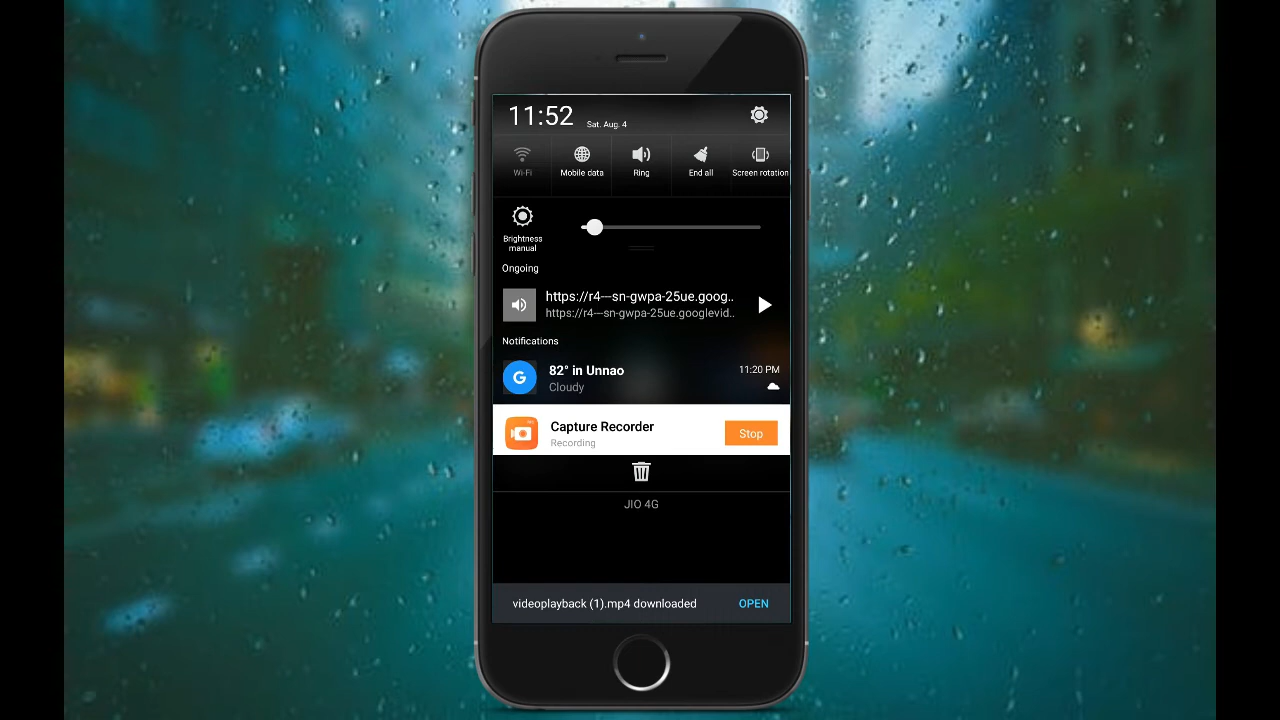 11:52 Sat. Aug. 4
Wi-Fi Mobile data Ring End all Screen rotation
Brightness
manual
Ongoing
https://r4---sn-gwpa-25ue.goog..
https://r4---sn-gwpa-25ue.googlevid..
Notifications
82° in Unnao 11:20 PM
Cloudy
Capture Recorder Stop
Recording
JIO 4G
videoplayback (1).mp4 downloaded OPEN